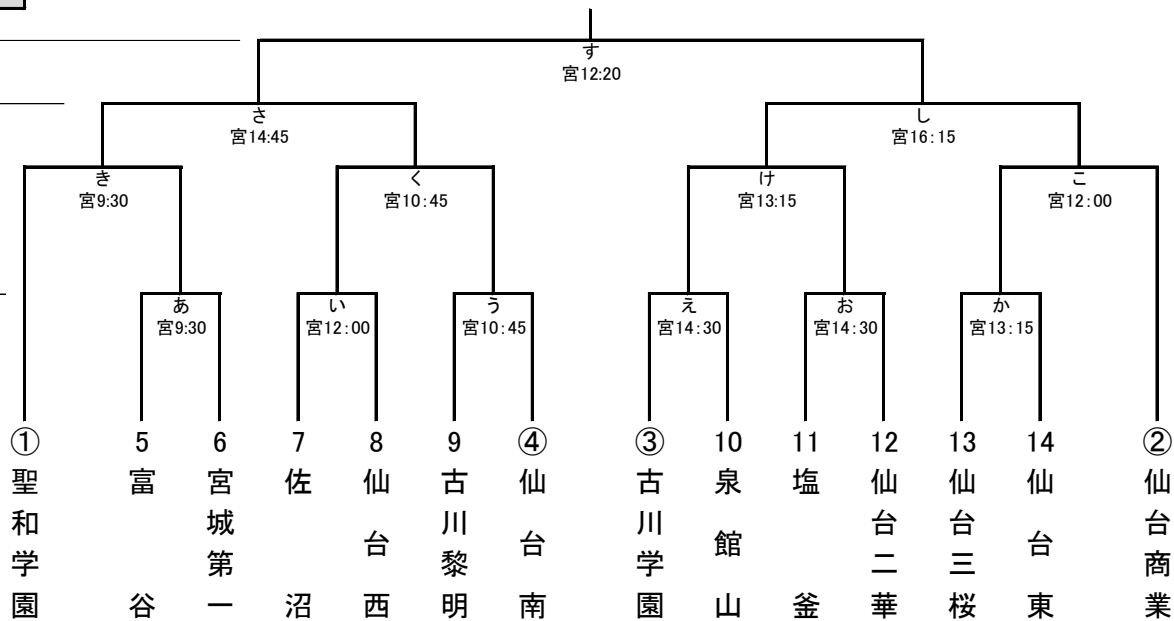 す
宮12:20
さ
宮14:45
し
宮16:15
き
宮9:30
く
宮10:45
け
宮13:15
こ
宮12:00
あ
宮9:30
い
宮12:00
う
宮10:45
え
宮14:30
お
宮14:30
か
宮13:15
① 5 6 7 8 9 ④ ③ 10 11 12 13 14 ②
聖和学園
富谷
宮城第一
佐沼
仙台西
古川黎明
仙台南
古川学園
泉館山
塩釜
仙台二華
仙台三桜
仙台東
仙台商業